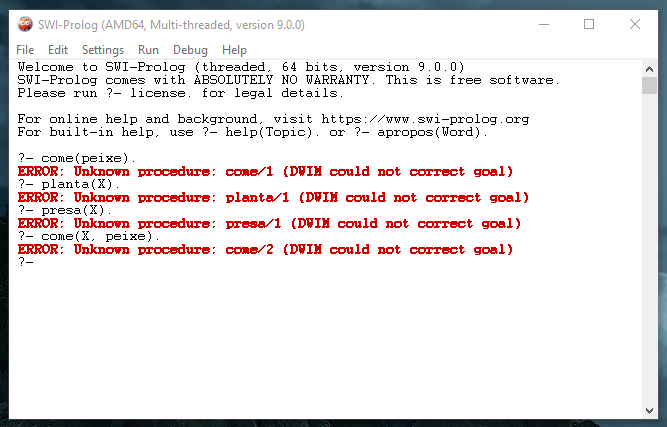 SWI-Prolog (AMD64, Multi-threaded, version 9.0.0)
File Edit Settings Run Debug Help
Welcome to SWI-Prolog (threaded, 64 bits, version 9.0.0)
SWI-Prolog comes with ABSOLUTELY NO WARRANTY. This is free software.
Please run ?- license. for legal details.
For online help and background, visit https://www.swi-prolog.org
For built-in help, use ?- help(Topic). or ?- apropos(Word).
?- come(peixe).
ERROR: Unknown procedure: come/1 (DWIM could not correct goal)
?- planta(X).
ERROR: Unknown procedure: planta/1 (DWIM could not correct goal)
?- presa(X).
ERROR: Unknown procedure: presa/1 (DWIM could not correct goal)
?- come(X, peixe).
ERROR: Unknown procedure: come/2 (DWIM could not correct goal)
?-